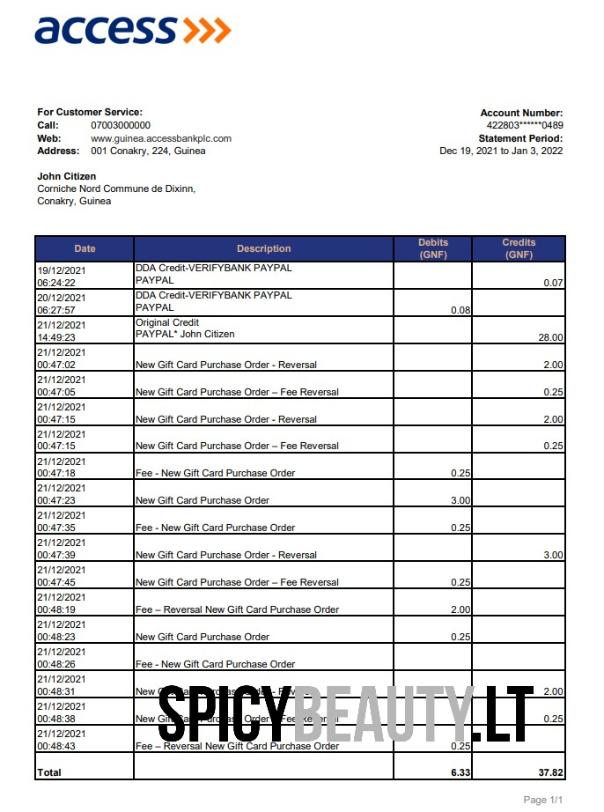 access
For Customer Service:
Call: 07003000000
Web: www.guinea.accessbankplc.com
Address: 001 Conakry, 224, Guinea
Account Number:
422803******0489
Statement Period:
Dec 19, 2021 to Jan 3, 2022
John Citizen
Corniche Nord Commune de Dixinn,
Conakry, Guinea
Date Description Debits (GNF) Credits (GNF)
19/12/2021 DDA Credit-VERIFYBANK PAYPAL
06:24:22 PAYPAL 0.07
20/12/2021 DDA Credit-VERIFYBANK PAYPAL
06:27:57 PAYPAL 0.08
21/12/2021 Original Credit
14:49:23 PAYPAL* John Citizen 28.00
21/12/2021
00:47:02 New Gift Card Purchase Order - Reversal 2.00
21/12/2021
00:47:05 New Gift Card Purchase Order – Fee Reversal 0.25
21/12/2021
00:47:15 New Gift Card Purchase Order - Reversal 2.00
21/12/2021
00:47:15 New Gift Card Purchase Order – Fee Reversal 0.25
21/12/2021
00:47:18 Fee - New Gift Card Purchase Order 0.25
21/12/2021
00:47:23 New Gift Card Purchase Order 3.00
21/12/2021
00:47:35 Fee - New Gift Card Purchase Order 0.25
21/12/2021
00:47:39 New Gift Card Purchase Order - Reversal 3.00
21/12/2021
00:47:45 New Gift Card Purchase Order – Fee Reversal 0.25
21/12/2021
00:48:19 Fee – Reversal New Gift Card Purchase Order 2.00
21/12/2021
00:48:23 New Gift Card Purchase Order 0.25
21/12/2021
00:48:26 Fee - New Gift Card Purchase Order
21/12/2021
00:48:31 New 2.00
21/12/2021
00:48:38 New Order 0.25
21/12/2021
00:48:43 Fee – Reversal New Gift Card Purchase Order 0.25
SPICYBEAUTY.LT
Total 6.33 37.82
Page 1/1